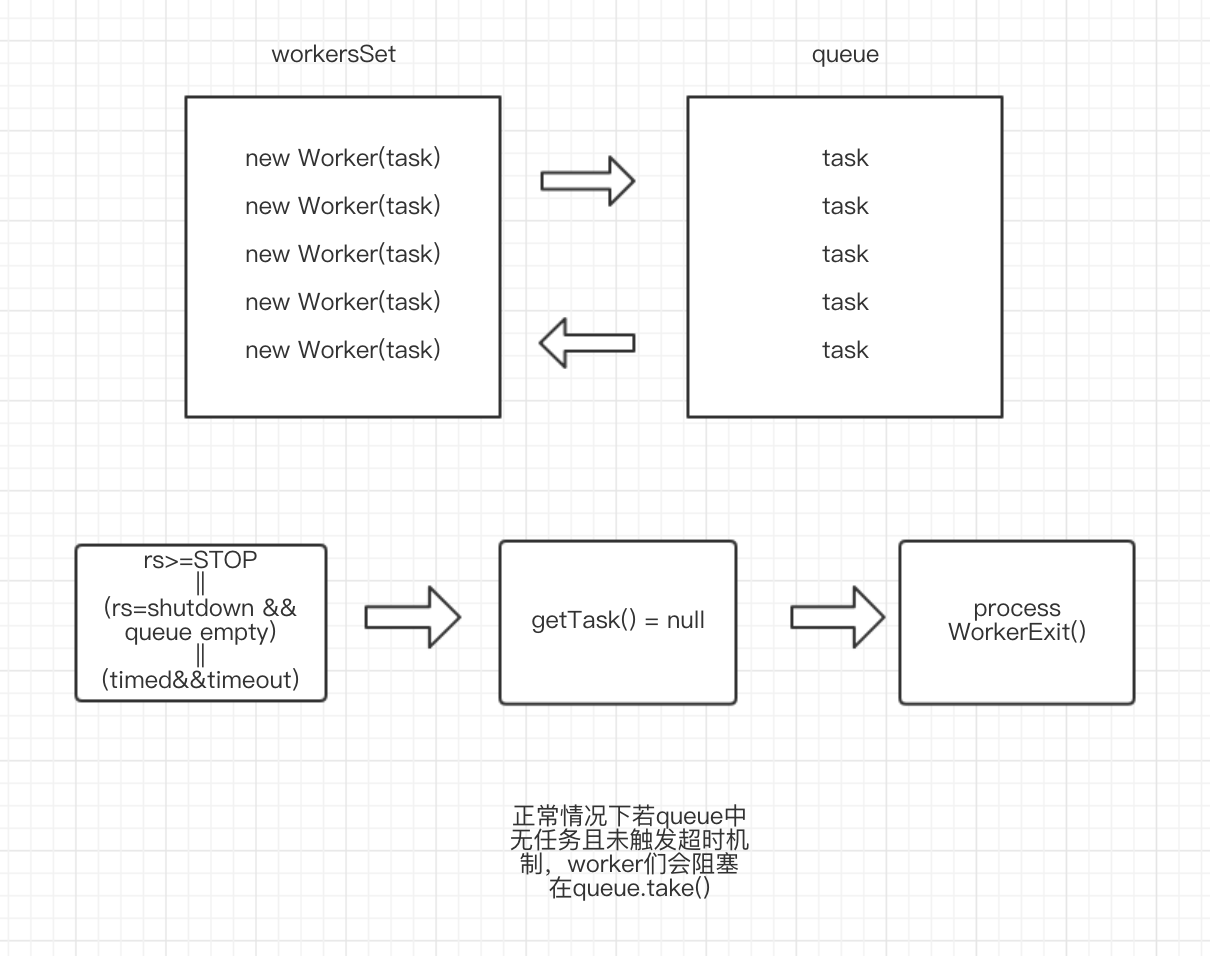 workersSet
queue
new Worker(task)
new Worker(task)
new Worker(task)
new Worker(task)
new Worker(task)
task
task
task
task
task
rs>=STOP
||
(rs=shutdown &&
queue empty)
||
(timed&&timeout)
getTask() = null
process
WorkerExit()
正常情况下若queue中
无任务且未触发超时机
制，worker们会阻塞
在queue.take()